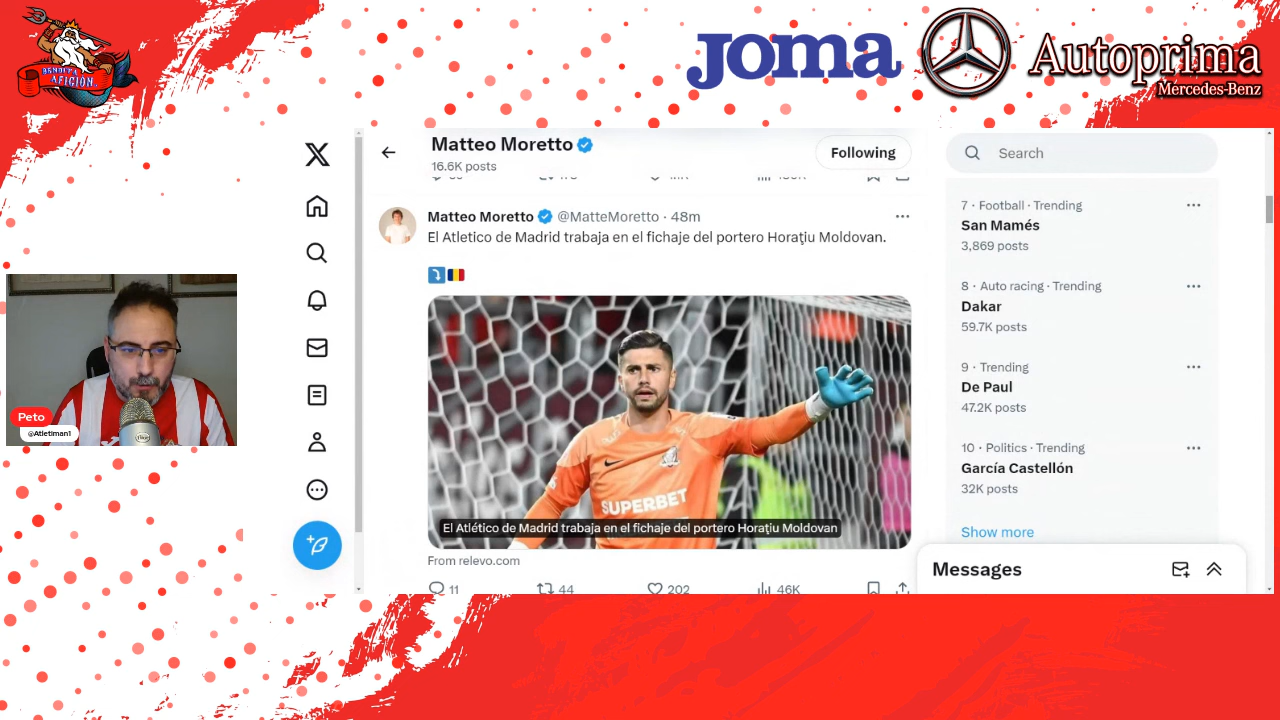 BENDITA
AFICIÓN
Joma
Autoprima
Mercedes-Benz
Matteo Moretto
16.6K posts
Following
Search
Matteo Moretto @MatteMoretto · 48m
El Atletico de Madrid trabaja en el fichaje del portero Horaţiu Moldovan.
SUPERBET
El Atlético de Madrid trabaja en el fichaje del portero Horaţiu Moldovan
From relevo.com
11
44
202
46K
7 · Football · Trending
San Mamés
3,869 posts
8 · Auto racing · Trending
Dakar
59.7K posts
9 · Trending
De Paul
47.2K posts
10 · Politics · Trending
García Castellón
32K posts
Show more
Messages
Peto
@Atletiman1